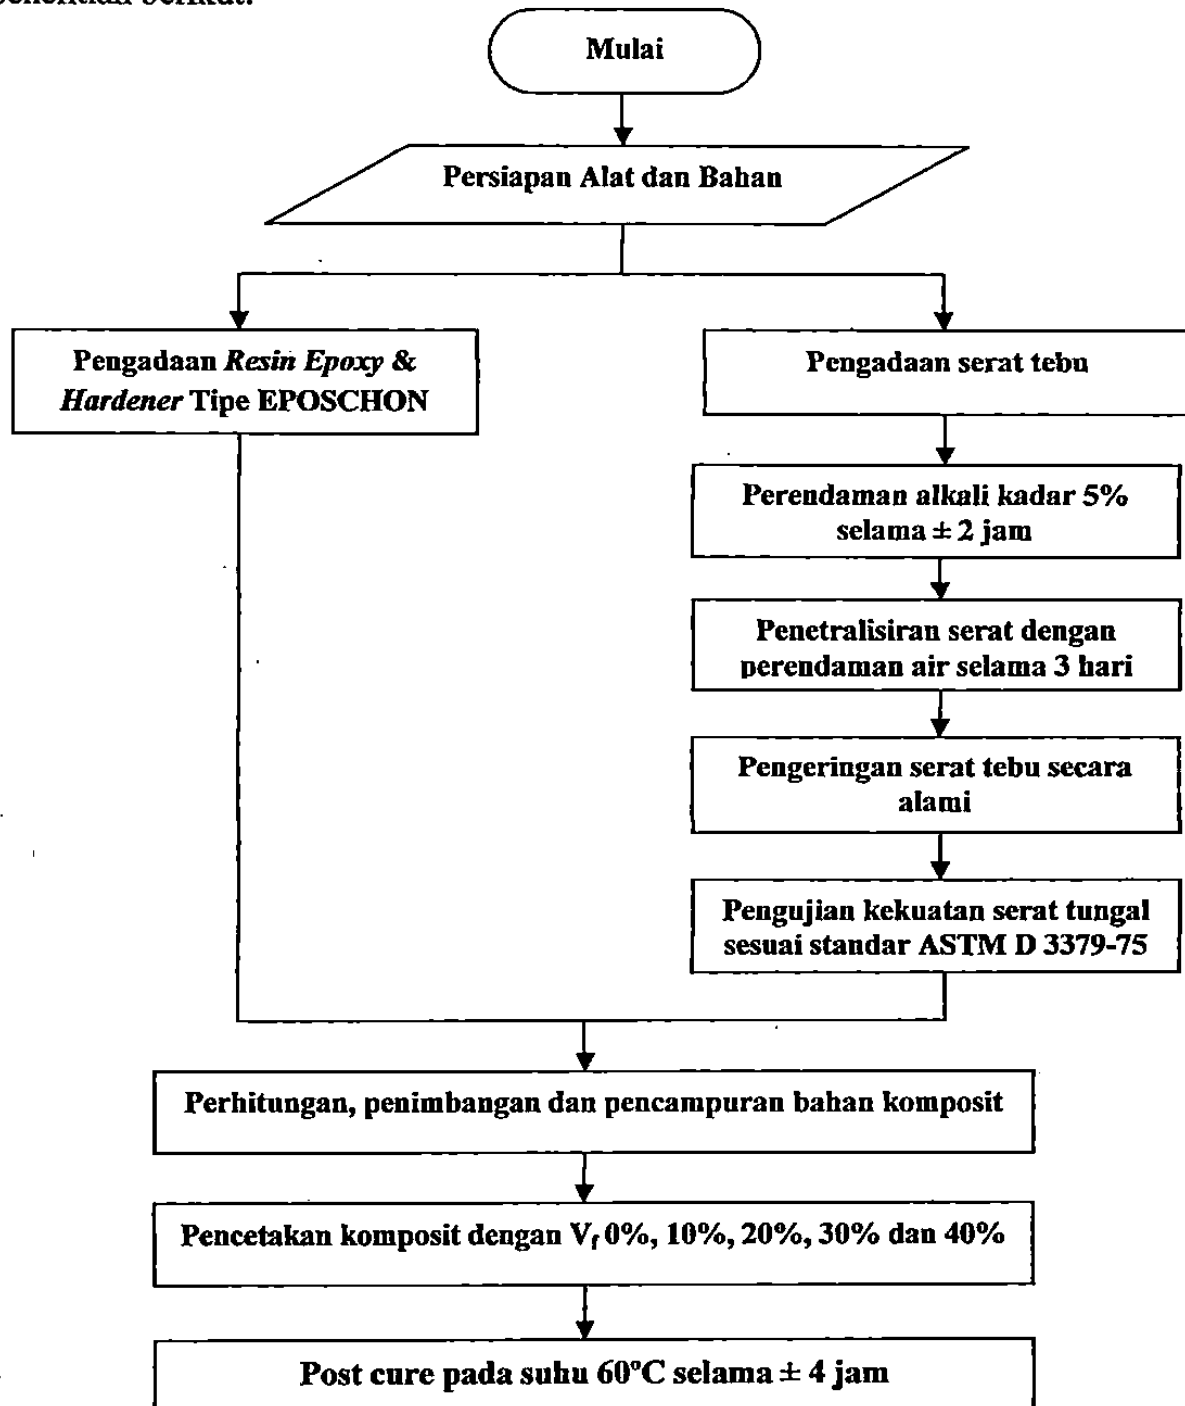 penelitian berikut.
Mulai
Persiapan Alat dan Bahan
Pengadaan Resin Epoxy &
Hardener Tipe EPOSCHON
Pengadaan serat tebu
Perendaman alkali kadar 5%
selama ± 2 jam
Penetralisiran serat dengan
perendaman air selama 3 hari
Pengeringan serat tebu secara
alami
Pengujian kekuatan serat tungal
sesuai standar ASTM D 3379-75
Perhitungan, penimbangan dan pencampuran bahan komposit
Pencetakan komposit dengan Vf 0%, 10%, 20%, 30% dan 40%
Post cure pada suhu 60ºC selama ± 4 jam